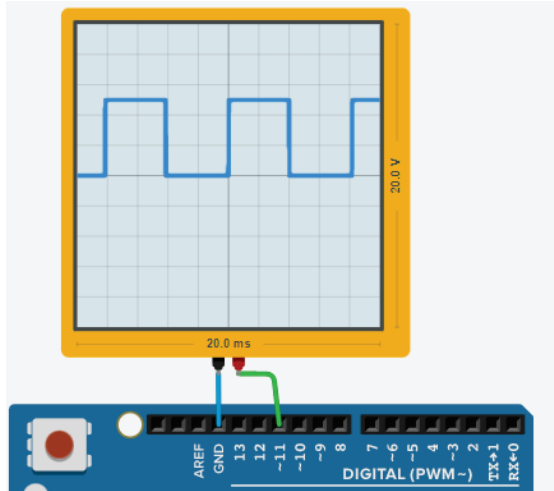 20.0 V
20.0 ms
AREF
GND
13
12
~11
~10
~9
8
7
~6
~5
4
~3
2
TX→1
RX←0
DIGITAL (PWM~)